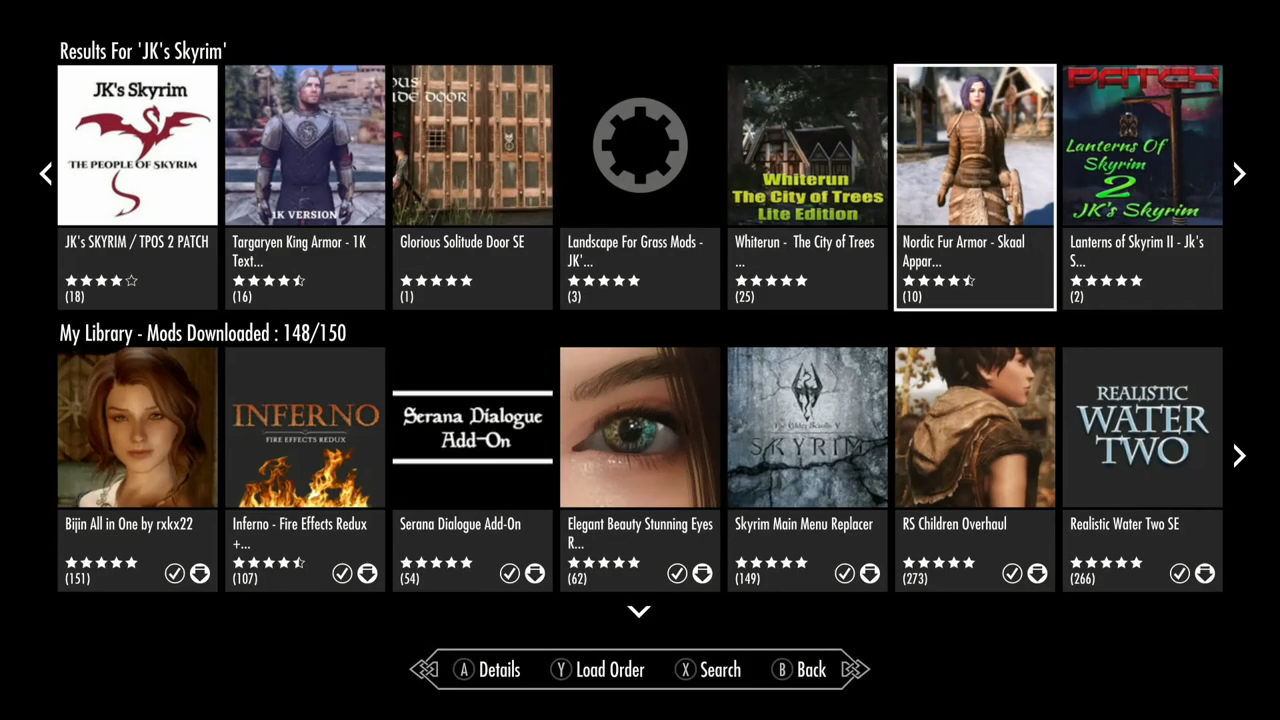 Results For 'JK's Skyrim'
JK's Skyrim
THE PEOPLE OF SKYRIM
JK's SKYRIM / TPOS 2 PATCH
(18)
1K VERSION
Targaryen King Armor - 1K
Text...
(16)
OUS
DE DOOR
Glorious Solitude Door SE
(1)
Landscape For Grass Mods -
JK'...
(3)
Whiterun
The City of Trees
Lite Edition
Whiterun - The City of Trees
...
(25)
Nordic Fur Armor - Skaal
Appar...
(10)
PATCH
Lanterns Of
Skyrim
2
JK's Skyrim
Lanterns of Skyrim II - Jk's
S...
(2)
My Library - Mods Downloaded : 148/150
Bijin All in One by rxkx22
(151)
INFERNO
FIRE EFFECTS REDUX
Inferno - Fire Effects Redux
+...
(107)
Serana Dialogue
Add-On
Serana Dialogue Add-On
(54)
Elegant Beauty Stunning Eyes
R...
(62)
The Elder Scrolls V
SKYRIM
Skyrim Main Menu Replacer
(149)
RS Children Overhaul
(273)
REALISTIC
WATER
TWO
Realistic Water Two SE
(266)
A Details
Y Load Order
X Search
B Back